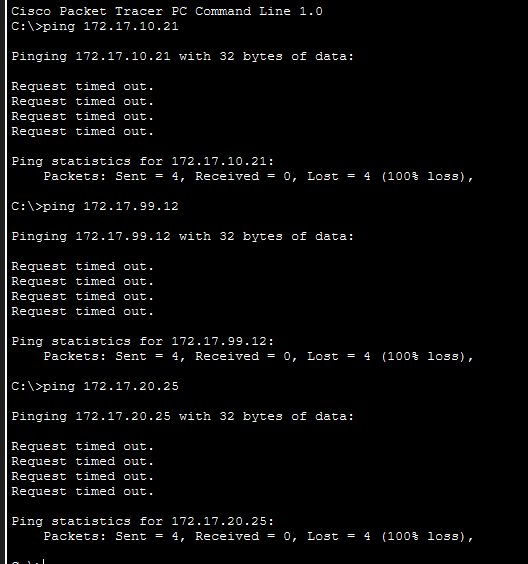 Cisco Packet Tracer PC Command Line 1.0
C:\>ping 172.17.10.21
Pinging 172.17.10.21 with 32 bytes of data:
Request timed out.
Request timed out.
Request timed out.
Request timed out.
Ping statistics for 172.17.10.21:
    Packets: Sent = 4, Received = 0, Lost = 4 (100% loss),
C:\>ping 172.17.99.12
Pinging 172.17.99.12 with 32 bytes of data:
Request timed out.
Request timed out.
Request timed out.
Request timed out.
Ping statistics for 172.17.99.12:
    Packets: Sent = 4, Received = 0, Lost = 4 (100% loss),
C:\>ping 172.17.20.25
Pinging 172.17.20.25 with 32 bytes of data:
Request timed out.
Request timed out.
Request timed out.
Request timed out.
Ping statistics for 172.17.20.25:
    Packets: Sent = 4, Received = 0, Lost = 4 (100% loss),